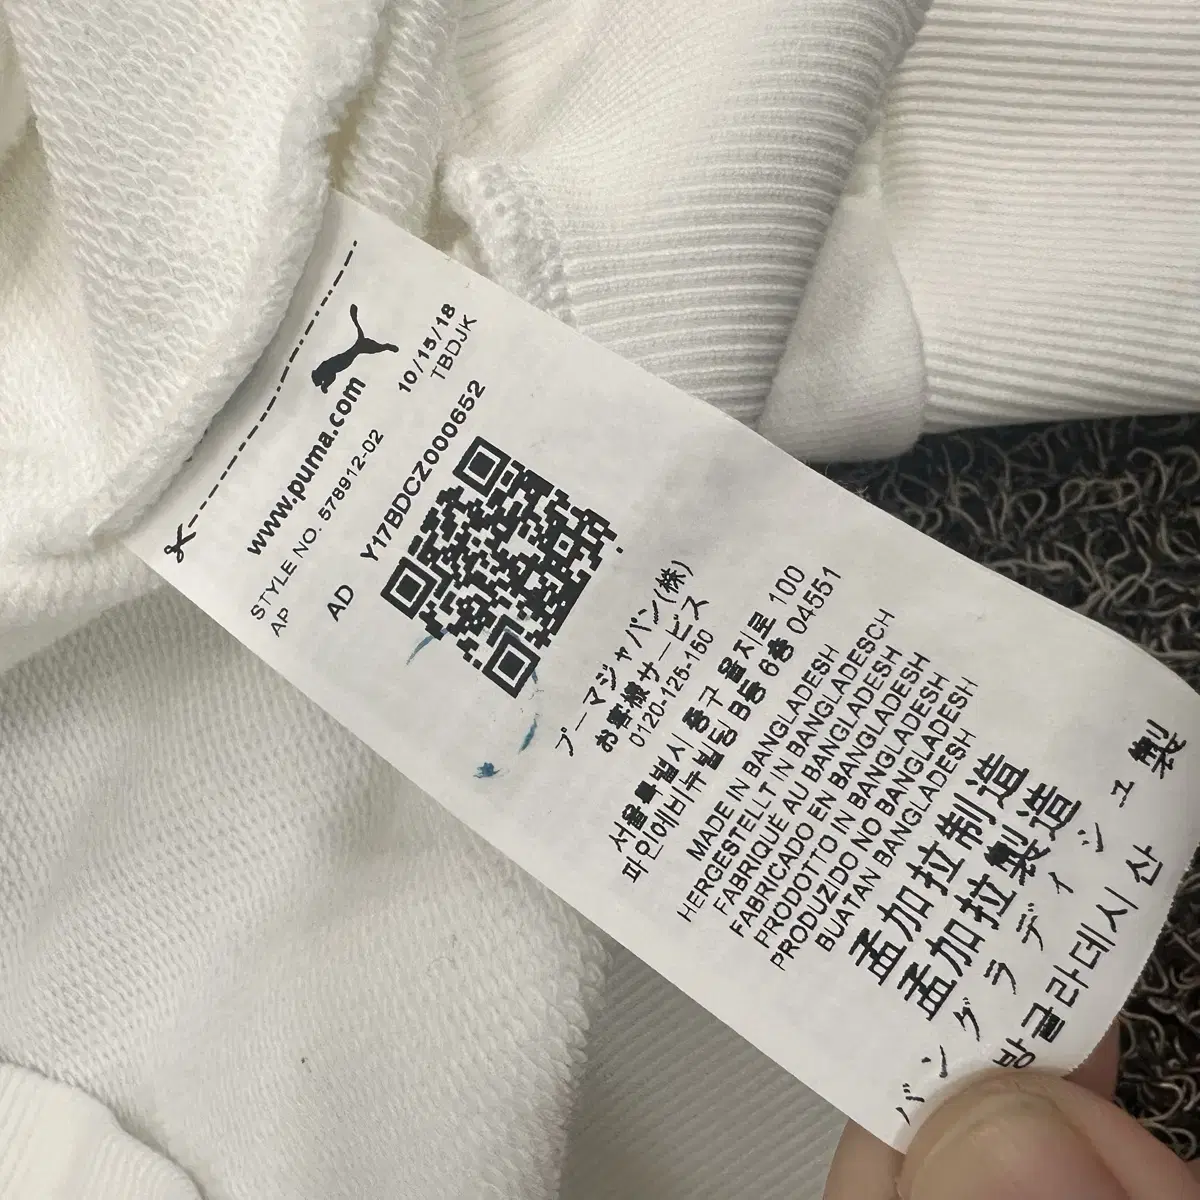 www.puma.com
10/15/18
TBDJK
STYLE NO. 578912-02
AP
AD
Y17BDCZ000652
プーマジャパン(株)
お客様サービス
0120-125-160
서울특별시 중구 을지로 100
파인에비뉴빌딩 B동 6층 04551
MADE IN BANGLADESH
HERGESTELLT IN BANGLADESCH
FABRIQUÉ AU BANGLADESH
FABRICADO EN BANGLADESH
PRODOTTO IN BANGLADESH
PRODUZIDO NO BANGLADESH
BUATAN BANGLADESH
孟加拉制造
孟加拉製造
バングラディシュ製
방글라데시산